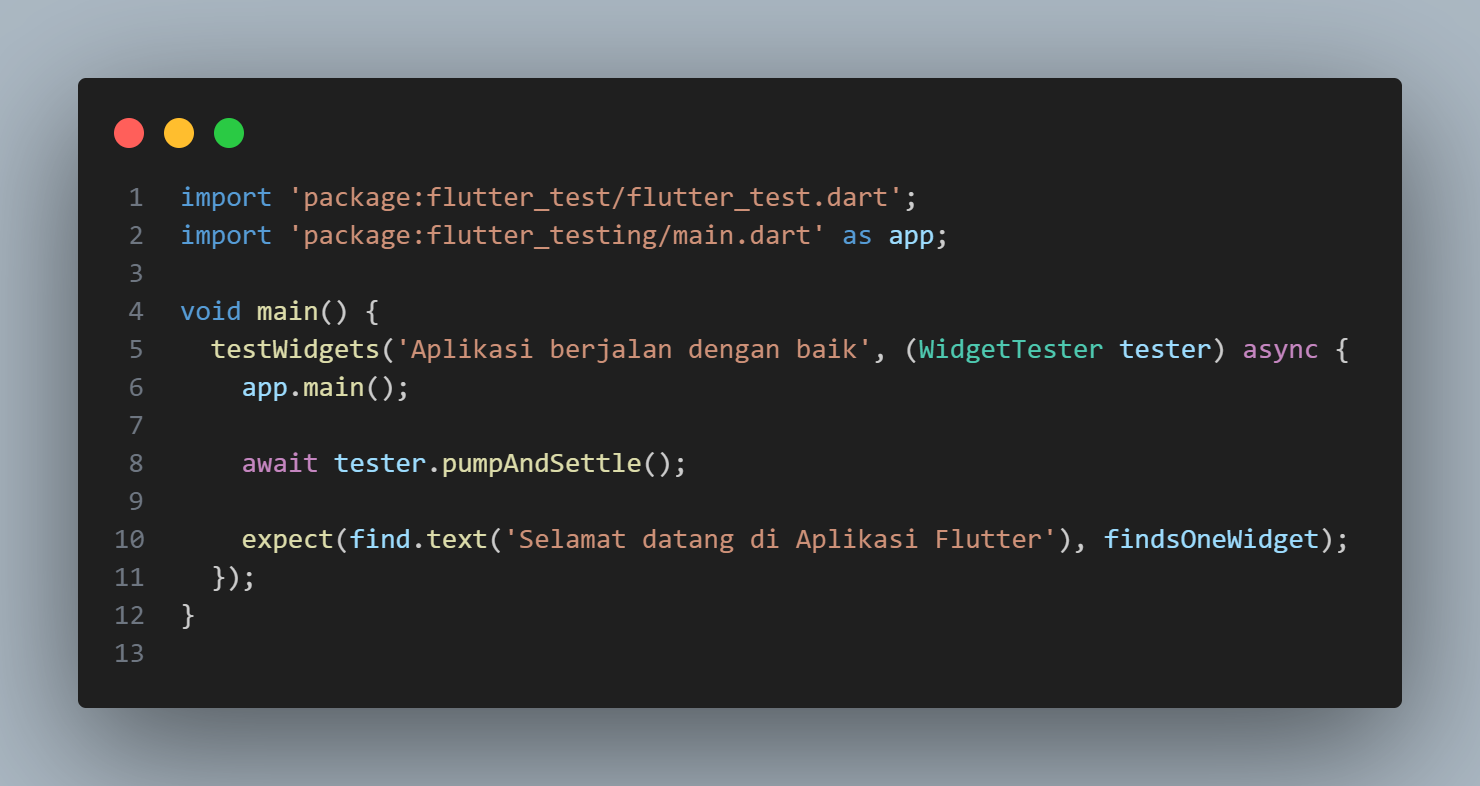 1 import 'package:flutter_test/flutter_test.dart';
2 import 'package:flutter_testing/main.dart' as app;
3
4 void main() {
5   testWidgets('Aplikasi berjalan dengan baik', (WidgetTester tester) async {
6     app.main();
7
8     await tester.pumpAndSettle();
9
10     expect(find.text('Selamat datang di Aplikasi Flutter'), findsOneWidget);
11   });
12 }
13